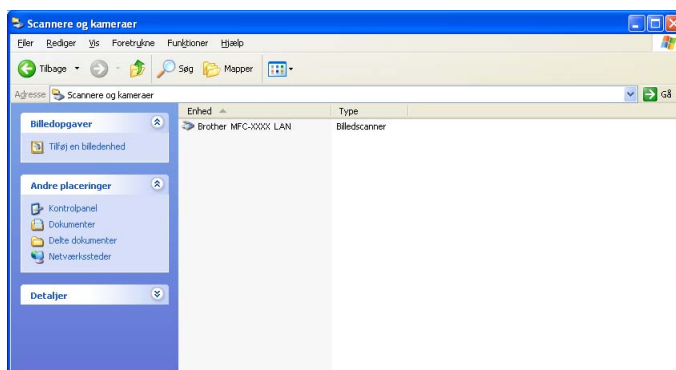 Scannere og kameraer
Filer Rediger Vis Foretrukne Funktioner Hjælp
Tilbage Søg Mapper
Adresse Scannere og kameraer Gå
Billedopgaver
Tilføj en billedenhed
Andre placeringer
Kontrolpanel
Dokumenter
Delte dokumenter
Netværkssteder
Detaljer
Enhed Type
Brother MFC-XXXX LAN Billedscanner